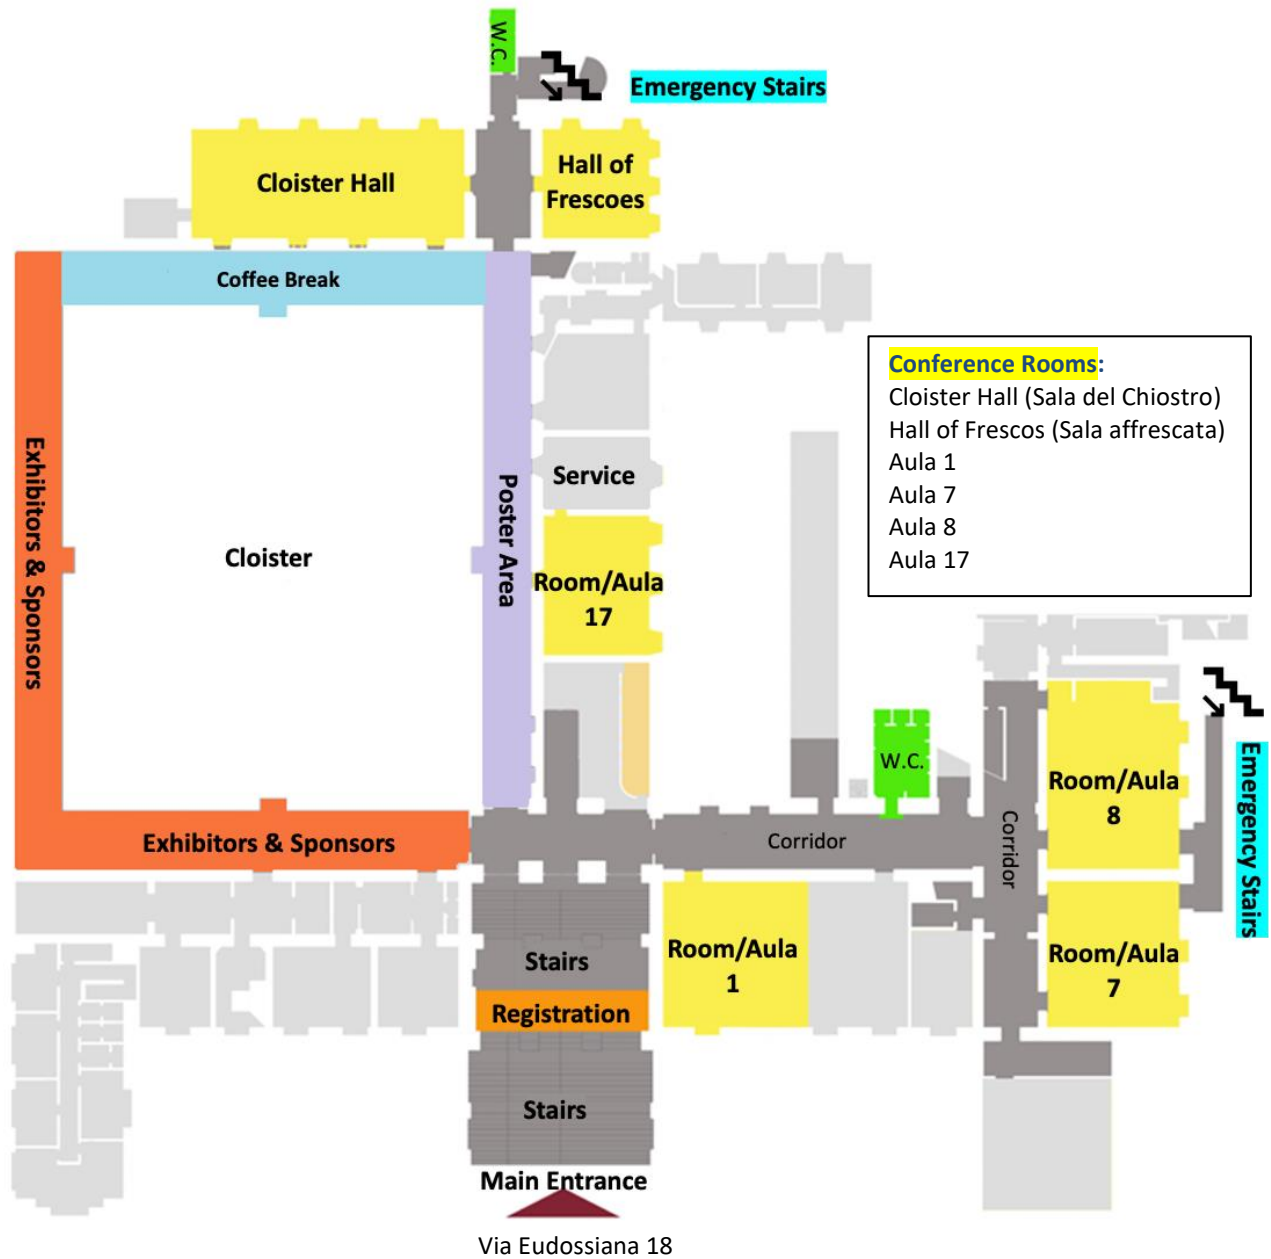 W.C.
Emergency Stairs
Cloister Hall
Hall of
Frescoes
Coffee Break
Conference Rooms:
Cloister Hall (Sala del Chiostro)
Hall of Frescos (Sala affrescata)
Aula 1
Aula 7
Aula 8
Aula 17
Exhibitors & Sponsors
Cloister
Poster Area
Service
Room/Aula
17
W.C.
Room/Aula
8
Emergency Stairs
Exhibitors & Sponsors
Corridor
Corridor
Stairs
Room/Aula
1
Room/Aula
7
Registration
Stairs
Main Entrance
Via Eudossiana 18